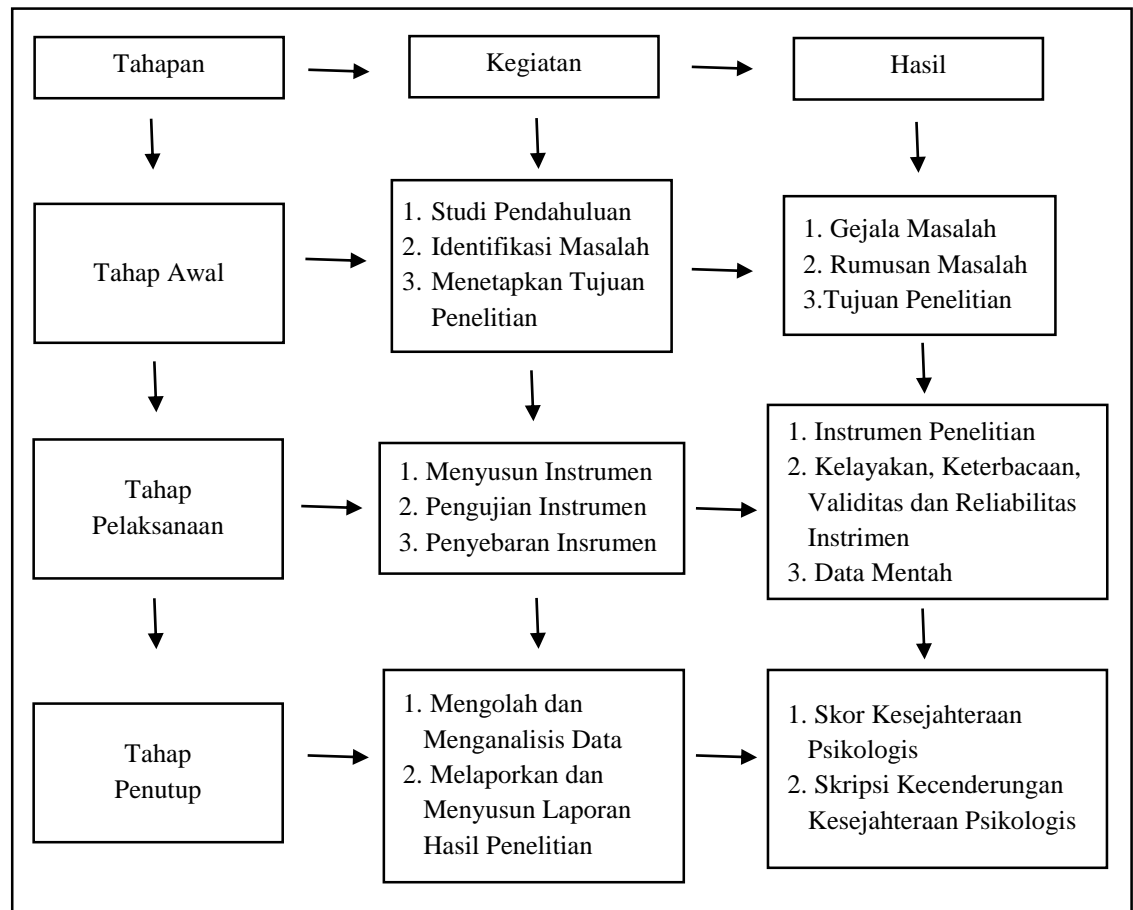 Tahapan
Kegiatan
Hasil
Tahap Awal
1. Studi Pendahuluan
2. Identifikasi Masalah
3. Menetapkan Tujuan
Penelitian
1. Gejala Masalah
2. Rumusan Masalah
3.Tujuan Penelitian
Tahap
Pelaksanaan
1. Menyusun Instrumen
2. Pengujian Instrumen
3. Penyebaran Insrumen
1. Instrumen Penelitian
2. Kelayakan, Keterbacaan,
Validitas dan Reliabilitas
Instrimen
3. Data Mentah
Tahap
Penutup
1. Mengolah dan
Menganalisis Data
2. Melaporkan dan
Menyusun Laporan
Hasil Penelitian
1. Skor Kesejahteraan
Psikologis
2. Skripsi Kecenderungan
Kesejahteraan Psikologis